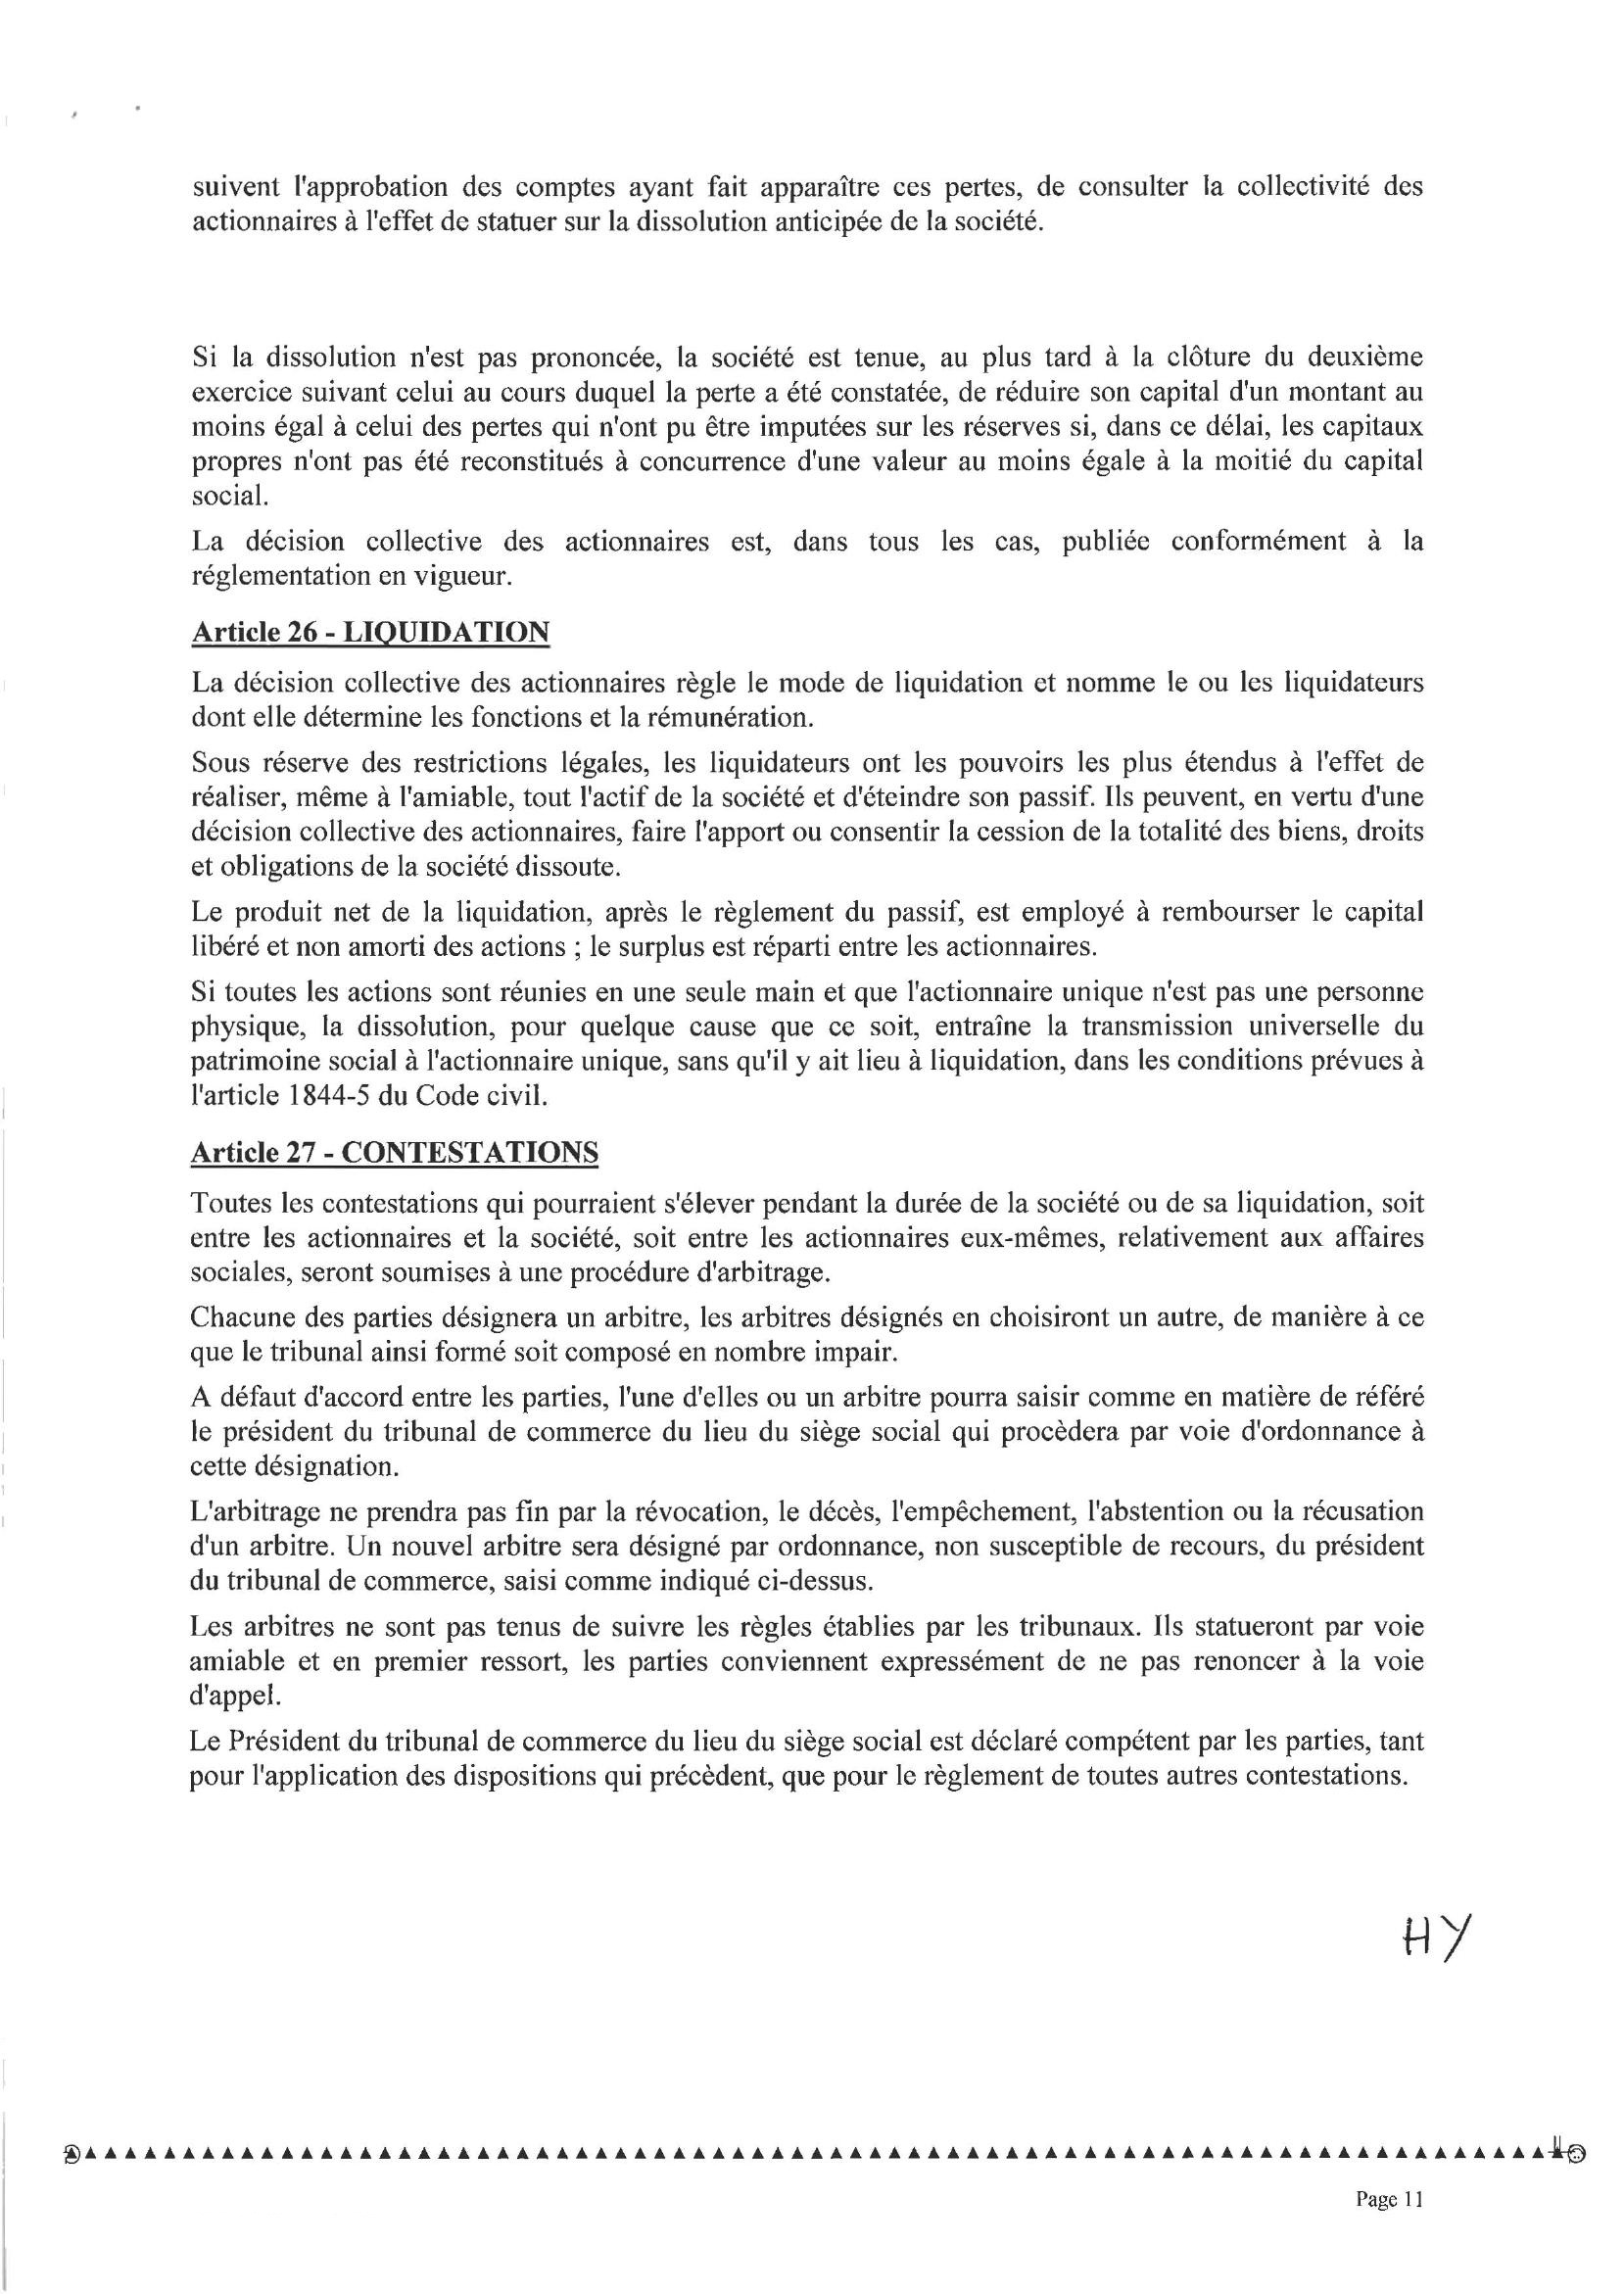 suivent l'approbation des comptes ayant fait apparaître ces pertes, de consulter la collectivité des
actionnaires à l'effet de statuer sur la dissolution anticipée de la société.
Si la dissolution n'est pas prononcée, la société est tenue, au plus tard à la clôture du deuxième
exercice suivant celui au cours duquel la perte a été constatée, de réduire son capital d'un montant au
moins égal à celui des pertes qui n'ont pu être imputées sur les réserves si, dans ce délai, les capitaux
propres n'ont pas été reconstitués à concurrence d'une valeur au moins égale à la moitié du capital
social.
La décision collective des actionnaires est, dans tous les cas, publiée conformément à la
réglementation en vigueur.
Article 26 - LIQUIDATION
La décision collective des actionnaires règle le mode de liquidation et nomme le ou les liquidateurs
dont elle détermine les fonctions et la rémunération.
Sous réserve des restrictions légales, les liquidateurs ont les pouvoirs les plus étendus à l'effet de
réaliser, même à l'amiable, tout l'actif de la société et d'éteindre son passif. Ils peuvent, en vertu d'une
décision collective des actionnaires, faire l'apport ou consentir la cession de la totalité des biens, droits
et obligations de la société dissoute.
Le produit net de la liquidation, après le règlement du passif, est employé à rembourser le capital
libéré et non amorti des actions ; le surplus est réparti entre les actionnaires.
Si toutes les actions sont réunies en une seule main et que l'actionnaire unique n'est pas une personne
physique, la dissolution, pour quelque cause que ce soit, entraîne la transmission universelle du
patrimoine social à l'actionnaire unique, sans qu'il y ait lieu à liquidation, dans les conditions prévues à
l'article 1844-5 du Code civil.
Article 27 - CONTESTATIONS
Toutes les contestations qui pourraient s'élever pendant la durée de la société ou de sa liquidation, soit
entre les actionnaires et la société, soit entre les actionnaires eux-mêmes, relativement aux affaires
sociales, seront soumises à une procédure d'arbitrage.
Chacune des parties désignera un arbitre, les arbitres désignés en choisiront un autre, de manière à ce
que le tribunal ainsi formé soit composé en nombre impair.
A défaut d'accord entre les parties, l'une d'elles ou un arbitre pourra saisir comme en matière de référé
le président du tribunal de commerce du lieu du siège social qui procèdera par voie d'ordonnance à
cette désignation.
L'arbitrage ne prendra pas fin par la révocation, le décès, l'empêchement, l'abstention ou la récusation
d'un arbitre. Un nouvel arbitre sera désigné par ordonnance, non susceptible de recours, du président
du tribunal de commerce, saisi comme indiqué ci-dessus.
Les arbitres ne sont pas tenus de suivre les règles établies par les tribunaux. Ils statueront par voie
amiable et en premier ressort, les parties conviennent expressément de ne pas renoncer à la voie
d'appel.
Le Président du tribunal de commerce du lieu du siège social est déclaré compétent par les parties, tant
pour l'application des dispositions qui précèdent, que pour le règlement de toutes autres contestations.
HY
Page 11